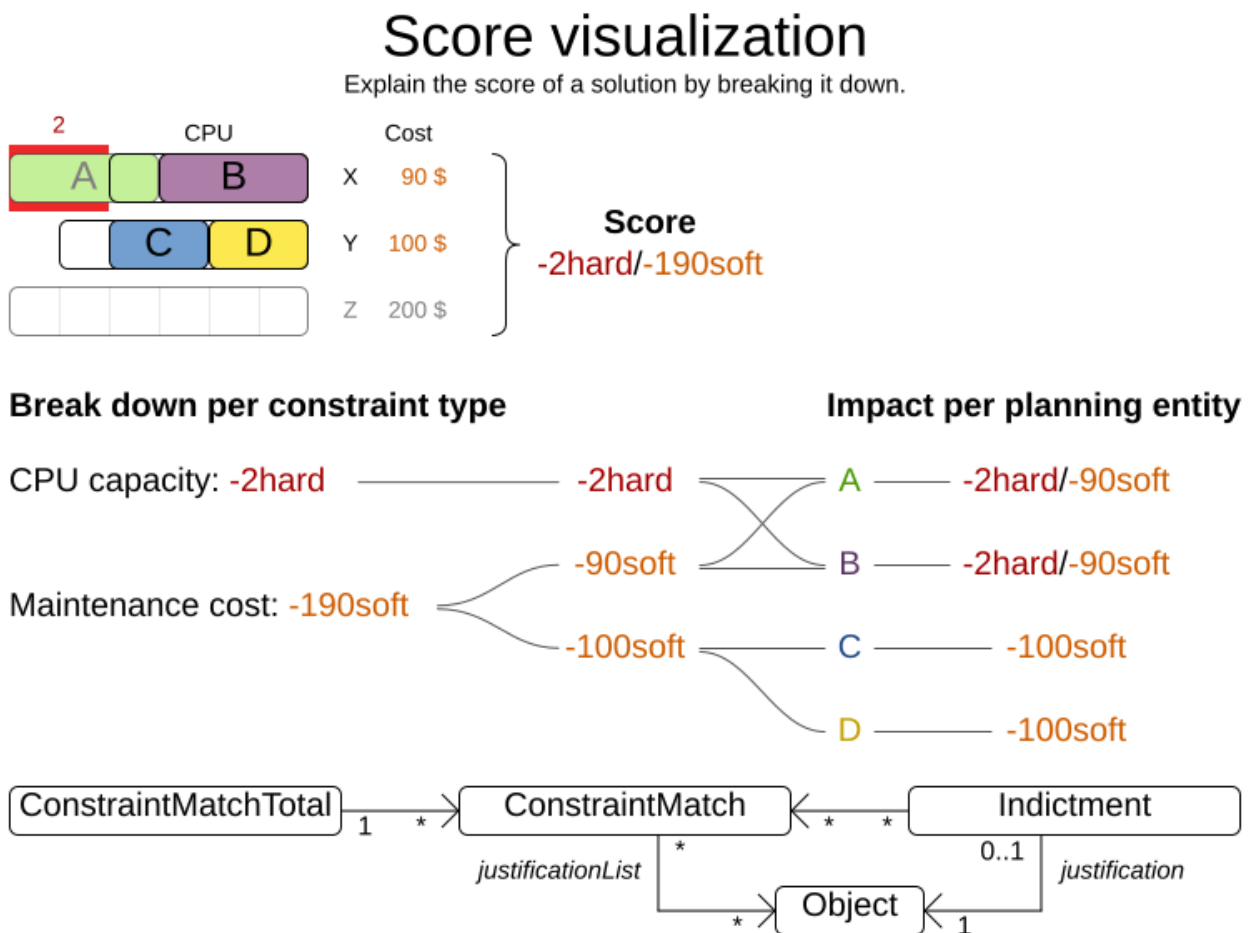 Score visualization
Explain the score of a solution by breaking it down.
2 CPU Cost
A B X 90 $
C D Y 100 $
Z 200 $
Score
-2hard/-190soft
Break down per constraint type Impact per planning entity
CPU capacity: -2hard -2hard A -2hard/-90soft
-90soft B -2hard/-90soft
Maintenance cost: -190soft
-100soft C -100soft
D -100soft
ConstraintMatchTotal ConstraintMatch Indictment
1 * * *
* 0..1
justificationList justification
Object
* 1